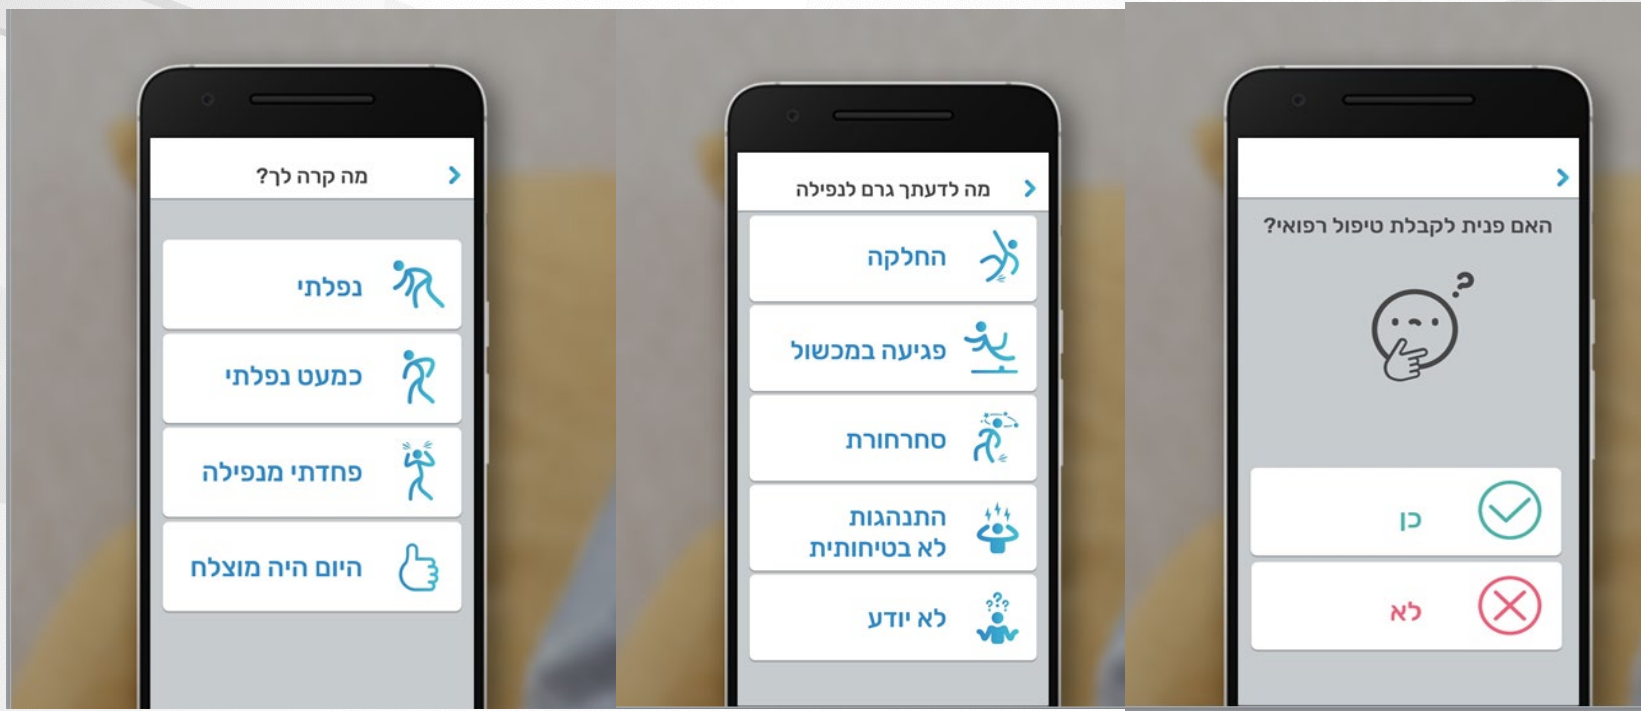 מה קרה לך?
נפלתי
כמעט נפלתי
פחדתי מנפילה
היום היה מוצלח
מה לדעתך גרם לנפילה
החלקה
פגיעה במכשול
סחרחורת
התנהגות
לא בטיחותית
לא יודע
האם פנית לקבלת טיפול רפואי?
כן
לא